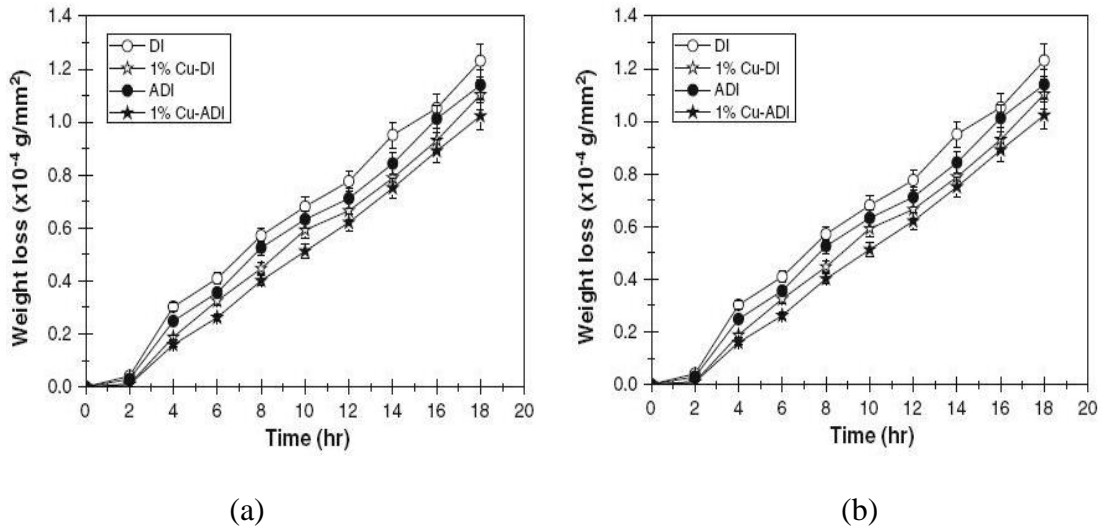 1.4
1.2
1.0
0.8
0.6
0.4
0.2
0.0
Weight loss (x10⁻⁴ g/mm²)
DI
1% Cu-DI
ADI
1% Cu-ADI
0 2 4 6 8 10 12 14 16 18 20
Time (hr)
(a)
1.4
1.2
1.0
0.8
0.6
0.4
0.2
0.0
Weight loss (x10⁻⁴ g/mm²)
DI
1% Cu-DI
ADI
1% Cu-ADI
0 2 4 6 8 10 12 14 16 18 20
Time (hr)
(b)